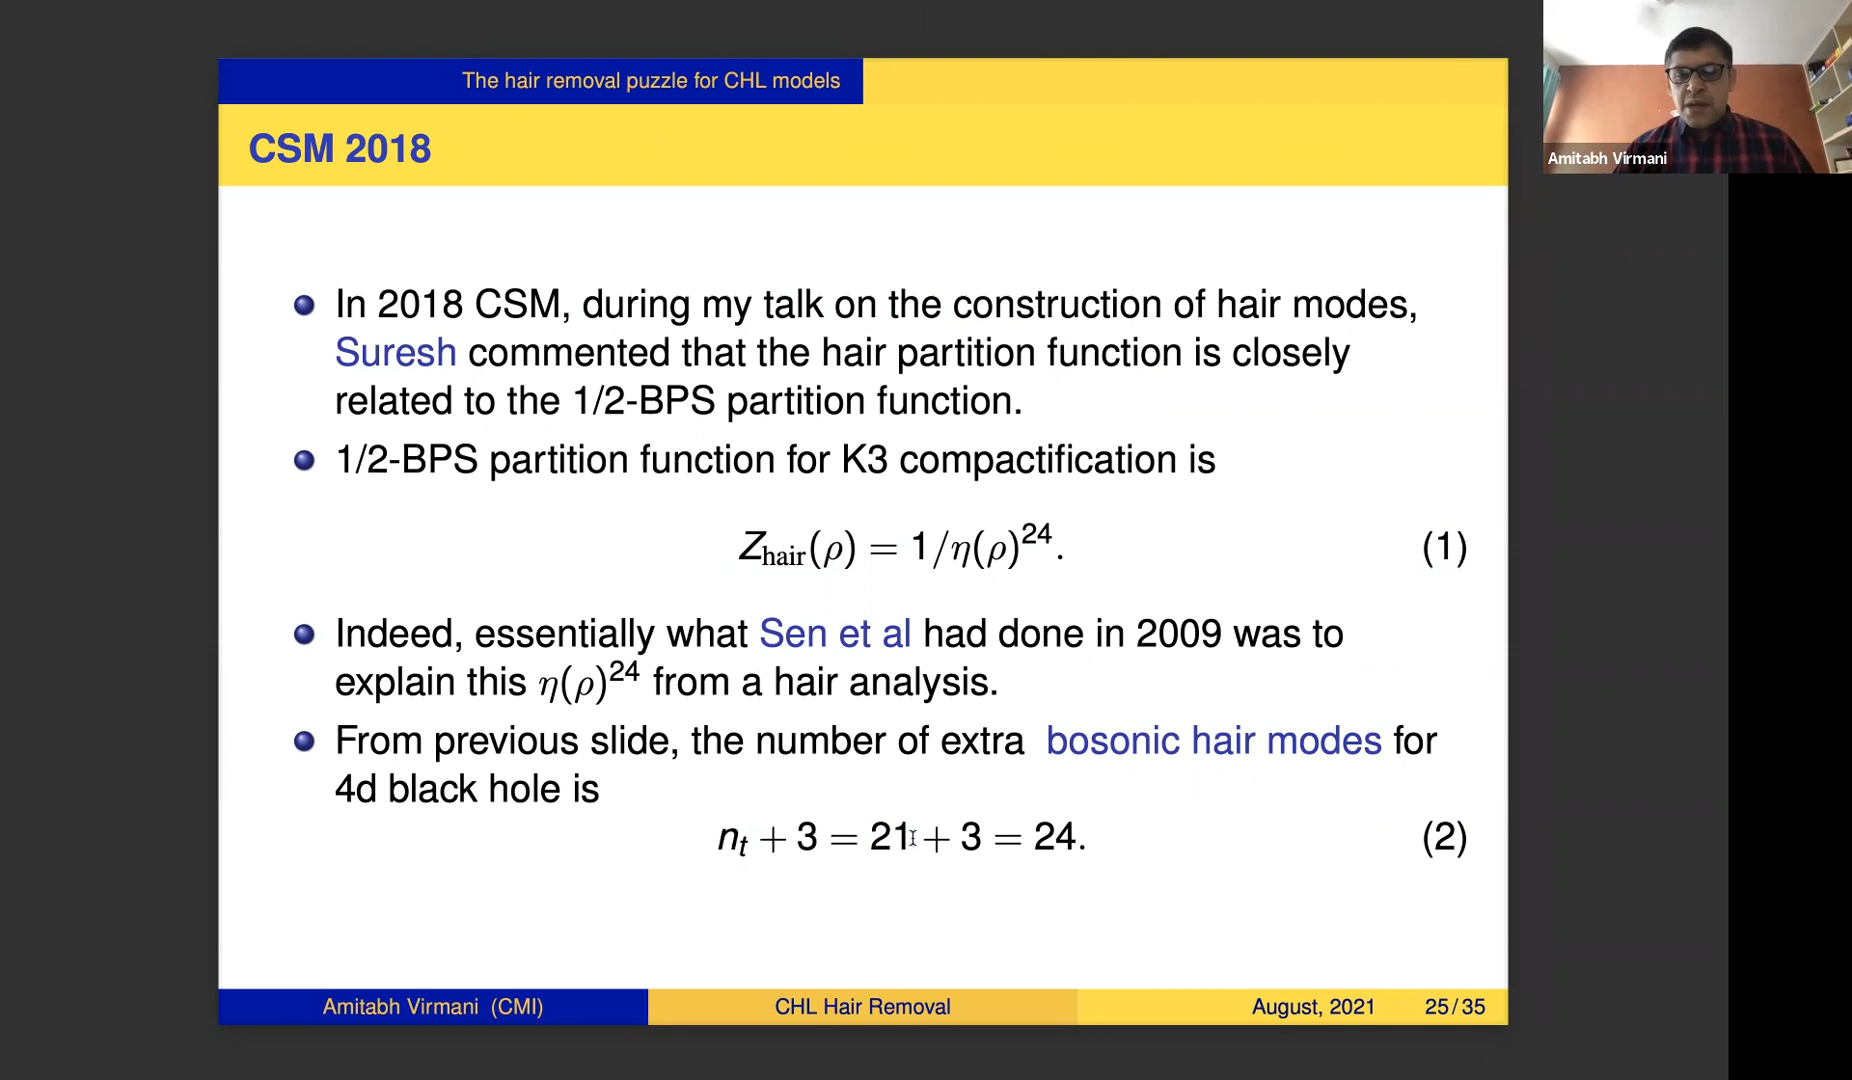 The hair removal puzzle for CHL models
CSM 2018
In 2018 CSM, during my talk on the construction of hair modes,
Suresh commented that the hair partition function is closely
related to the 1/2-BPS partition function.
1/2-BPS partition function for K3 compactification is
Z_hair(ρ) = 1/η(ρ)^24. (1)
Indeed, essentially what Sen et al had done in 2009 was to
explain this η(ρ)^24 from a hair analysis.
From previous slide, the number of extra bosonic hair modes for
4d black hole is
n_t + 3 = 21 + 3 = 24. (2)
Amitabh Virmani (CMI) CHL Hair Removal August, 2021 25/35
Amitabh Virmani